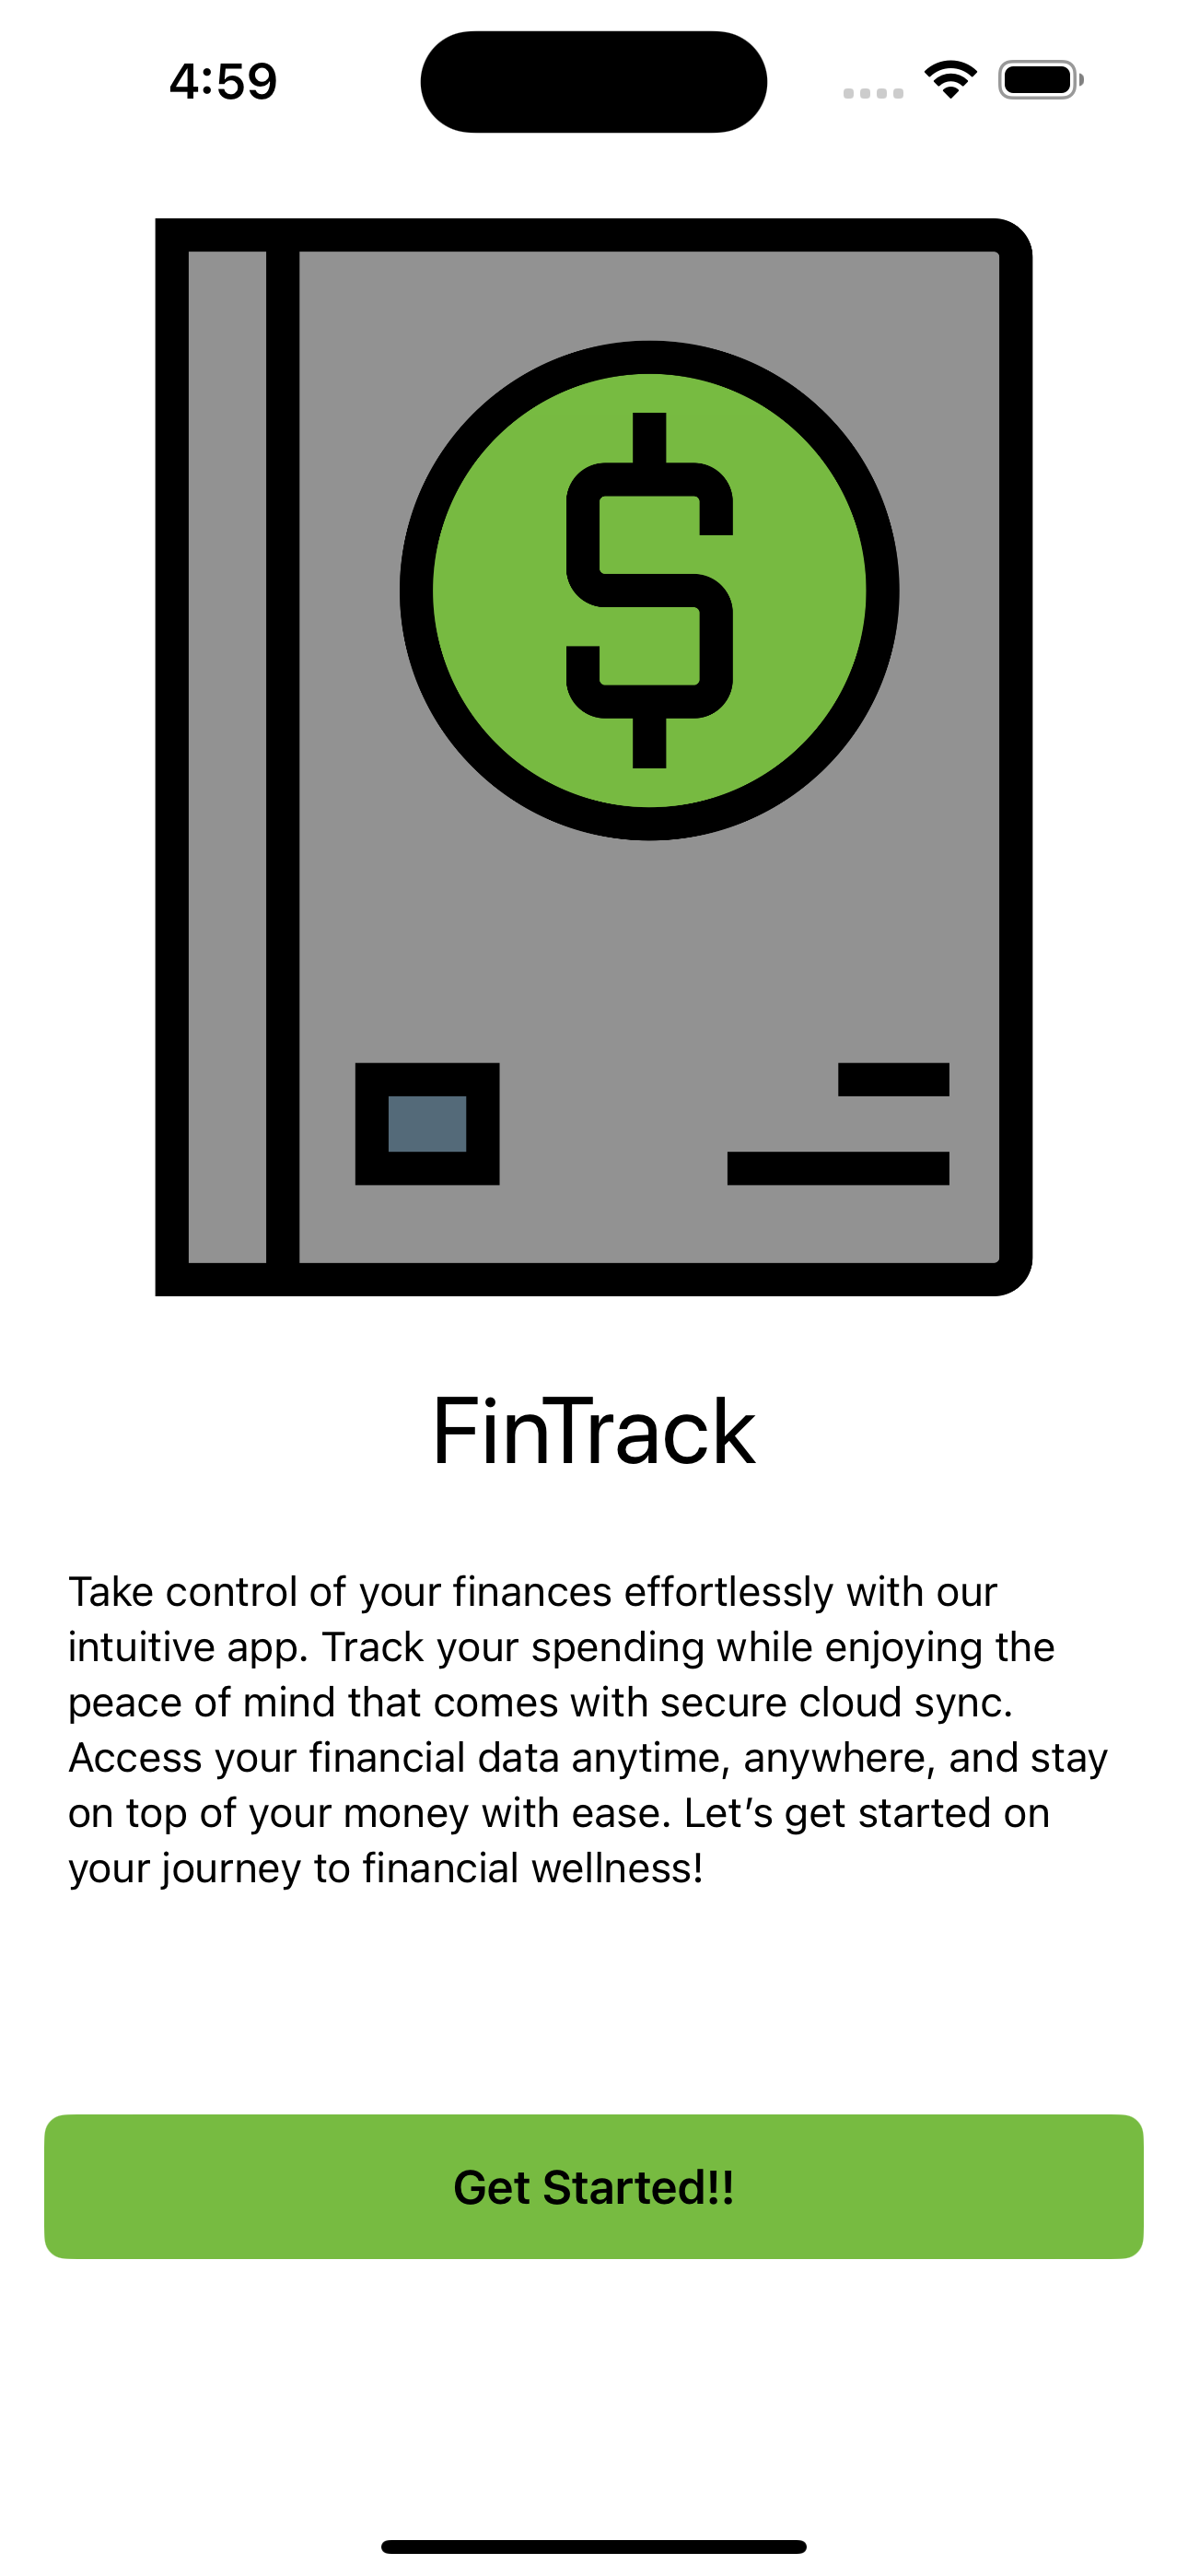 4:59
$
FinTrack
Take control of your finances effortlessly with our
intuitive app. Track your spending while enjoying the
peace of mind that comes with secure cloud sync.
Access your financial data anytime, anywhere, and stay
on top of your money with ease. Let’s get started on
your journey to financial wellness!
Get Started!!